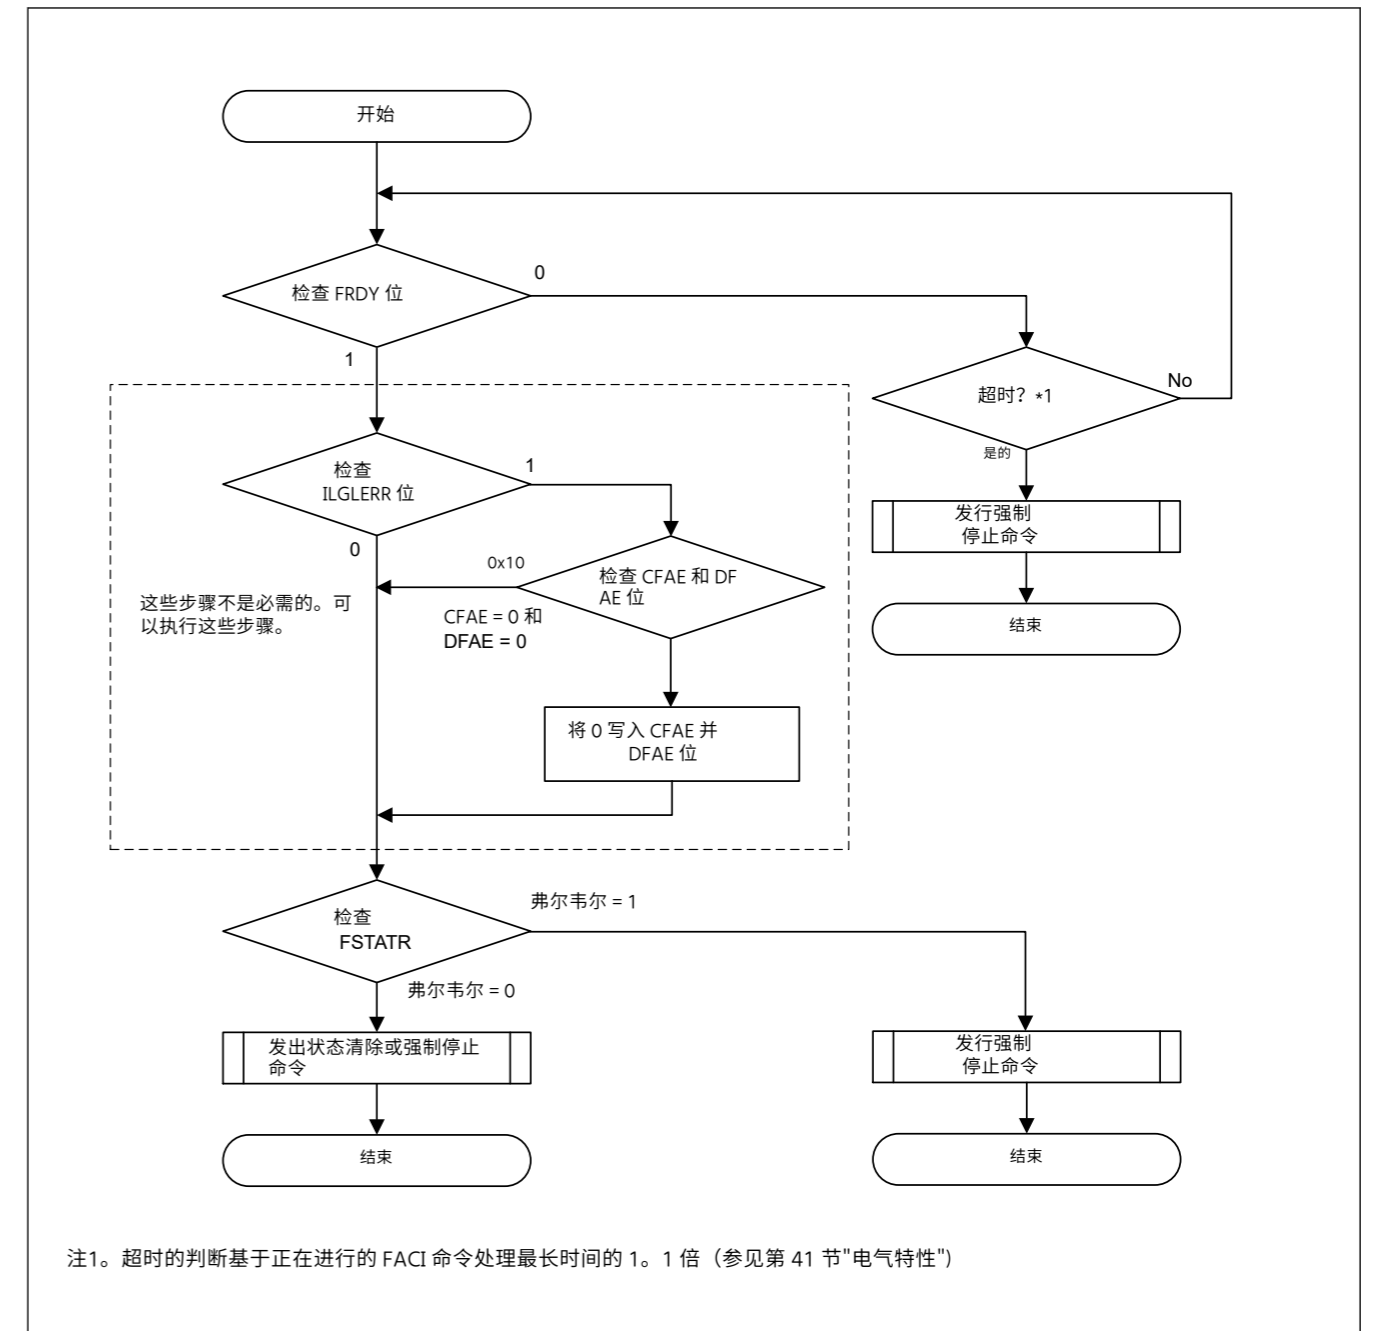 开始
检查 FRDY 位
0
1
超时？*1
No
是的
发行强制
停止命令
结束
检查
ILGLERR 位
1
0
0x10
检查 CFAE 和 DF
AE 位
CFAE = 0 和
DFAE = 0
这些步骤不是必需的。可
以执行这些步骤。
将 0 写入 CFAE 并
DFAE 位
检查
FSTATR
弗尔韦尔 = 1
弗尔韦尔 = 0
发出状态清除或强制停止
命令
结束
发行强制
停止命令
结束
注1。超时的判断基于正在进行的 FACI 命令处理最长时间的 1。1 倍（参见第 41 节"电气特性"）